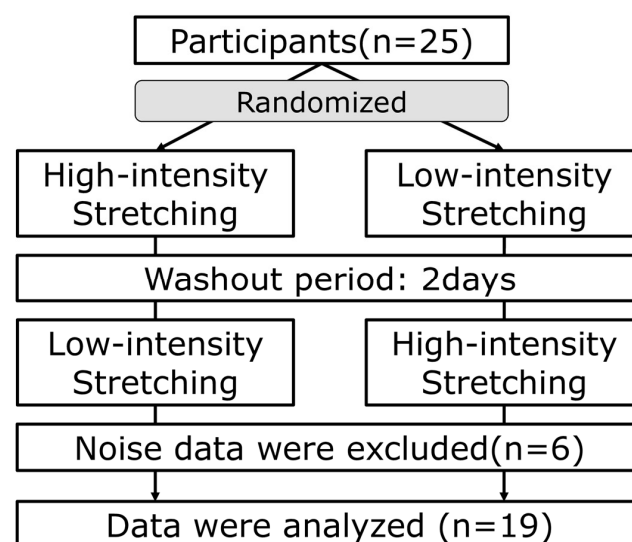 Participants(n=25)
Randomized
High-intensity
Stretching
Low-intensity
Stretching
Washout period: 2days
Low-intensity
Stretching
High-intensity
Stretching
Noise data were excluded(n=6)
Data were analyzed (n=19)